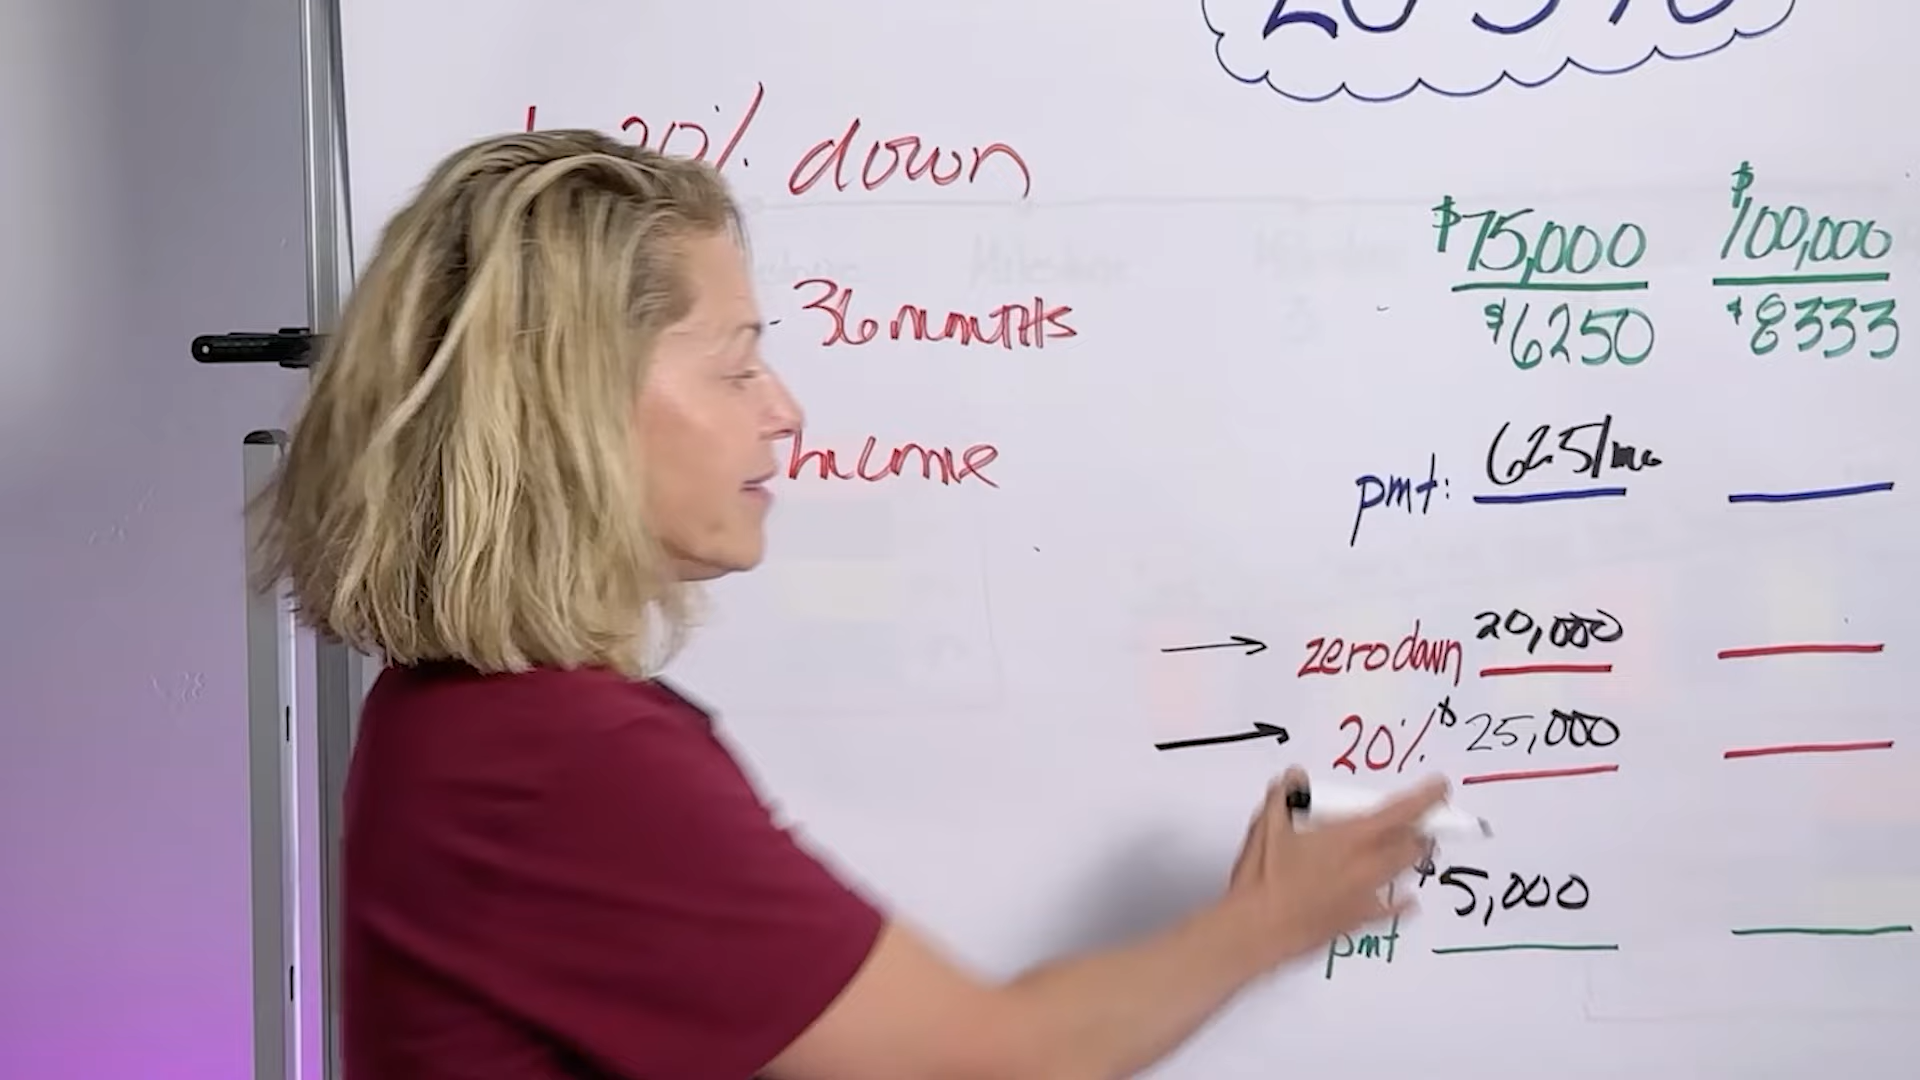 20% down
$75,000 $100,000
36 months
$6250 $8333
income
pmt: 625/mo
zero down 20,000
20% $25,000
$5,000
pmt